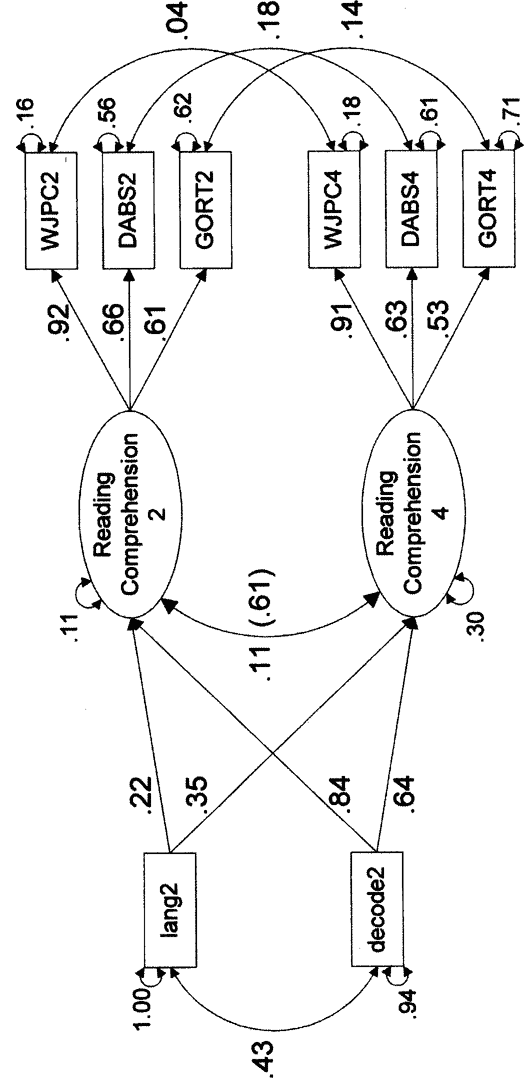 .04
.18
.14
.16
.56
.62
.18
.61
.71
WJPC2
DABS2
GORT2
WJPC4
DABS4
GORT4
.92
.66
.61
.91
.63
.53
Reading
Comprehension
2
Reading
Comprehension
4
.11
.11 (.61)
.30
.22
.35
.84
.64
lang2
decode2
1.00
.94
.43